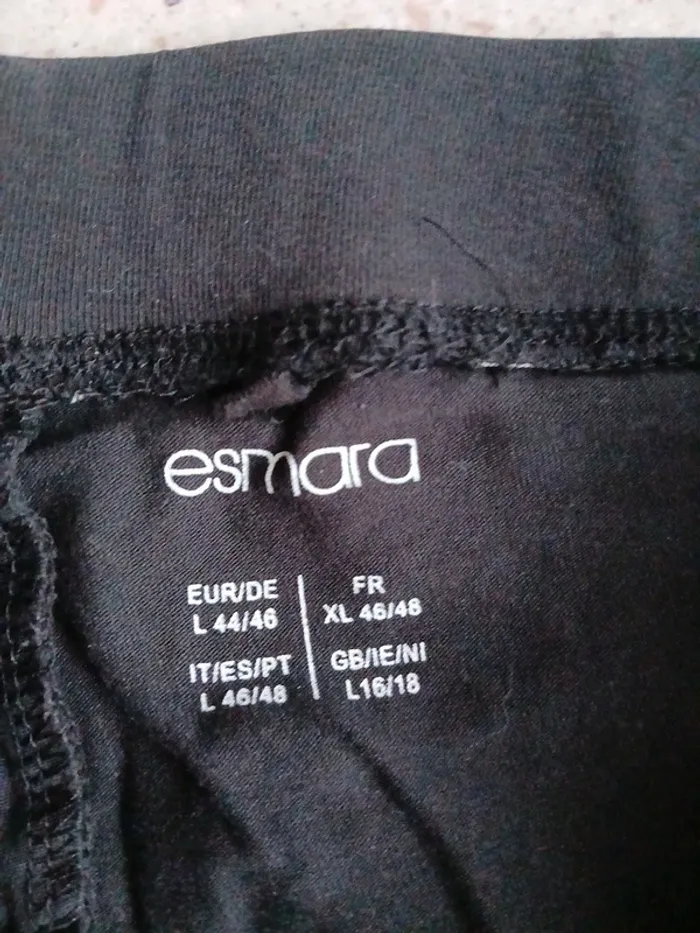 esmara
EUR/DE
L 44/46
FR
XL 46/48
IT/ES/PT
L 46/48
GB/IE/NI
L16/18